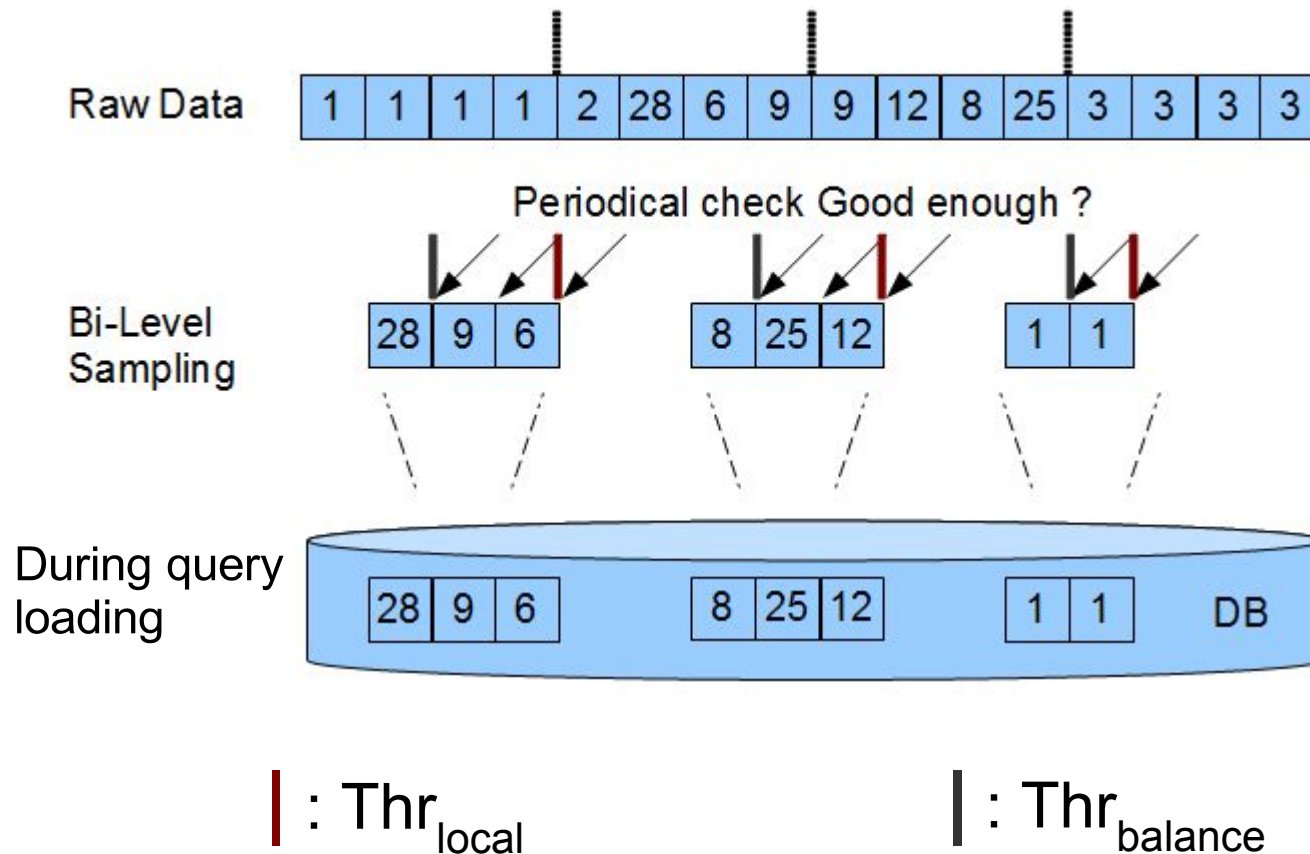 Raw Data 1 1 1 1 2 28 6 9 9 12 8 25 3 3 3 3
Periodical check Good enough ?
Bi-Level
Sampling
28 9 6 8 25 12 1 1
During query
loading
28 9 6 8 25 12 1 1 DB
: Thr_local : Thr_balance